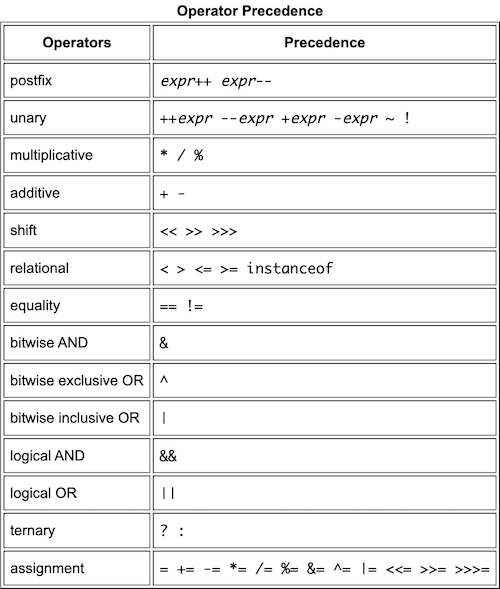 Operator Precedence
Operators Precedence
postfix expr++ expr--
unary ++expr --expr +expr -expr ~ !
multiplicative * / %
additive + -
shift << >> >>>
relational < > <= >= instanceof
equality == !=
bitwise AND &
bitwise exclusive OR ^
bitwise inclusive OR |
logical AND &&
logical OR ||
ternary ? :
assignment = += -= *= /= %= &= ^= |= <<= >>= >>>=